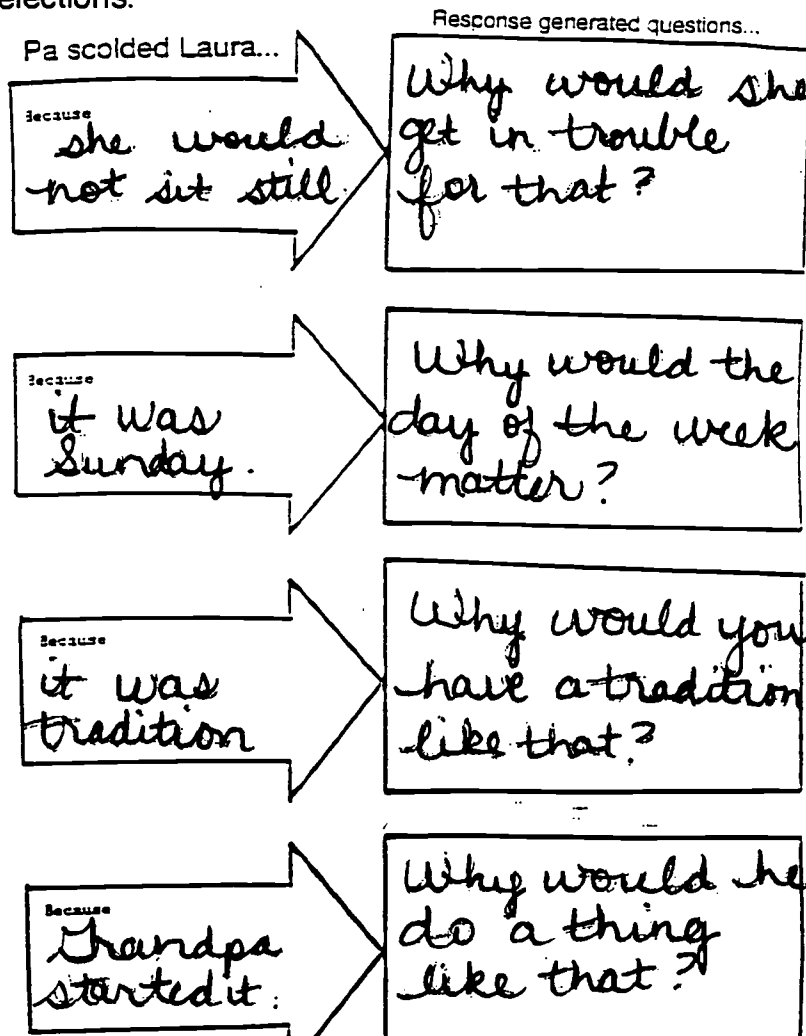 elections.
Response generated questions...
Pa scolded Laura...
Because
she would
not sit still.
Why would she
get in trouble
for that?
Because
it was
Sunday.
Why would the
day of the week
matter?
Because
it was
tradition
Why would you
have a tradition
like that?
Because
Grandpa
started it.
Why would he
do a thing
like that?